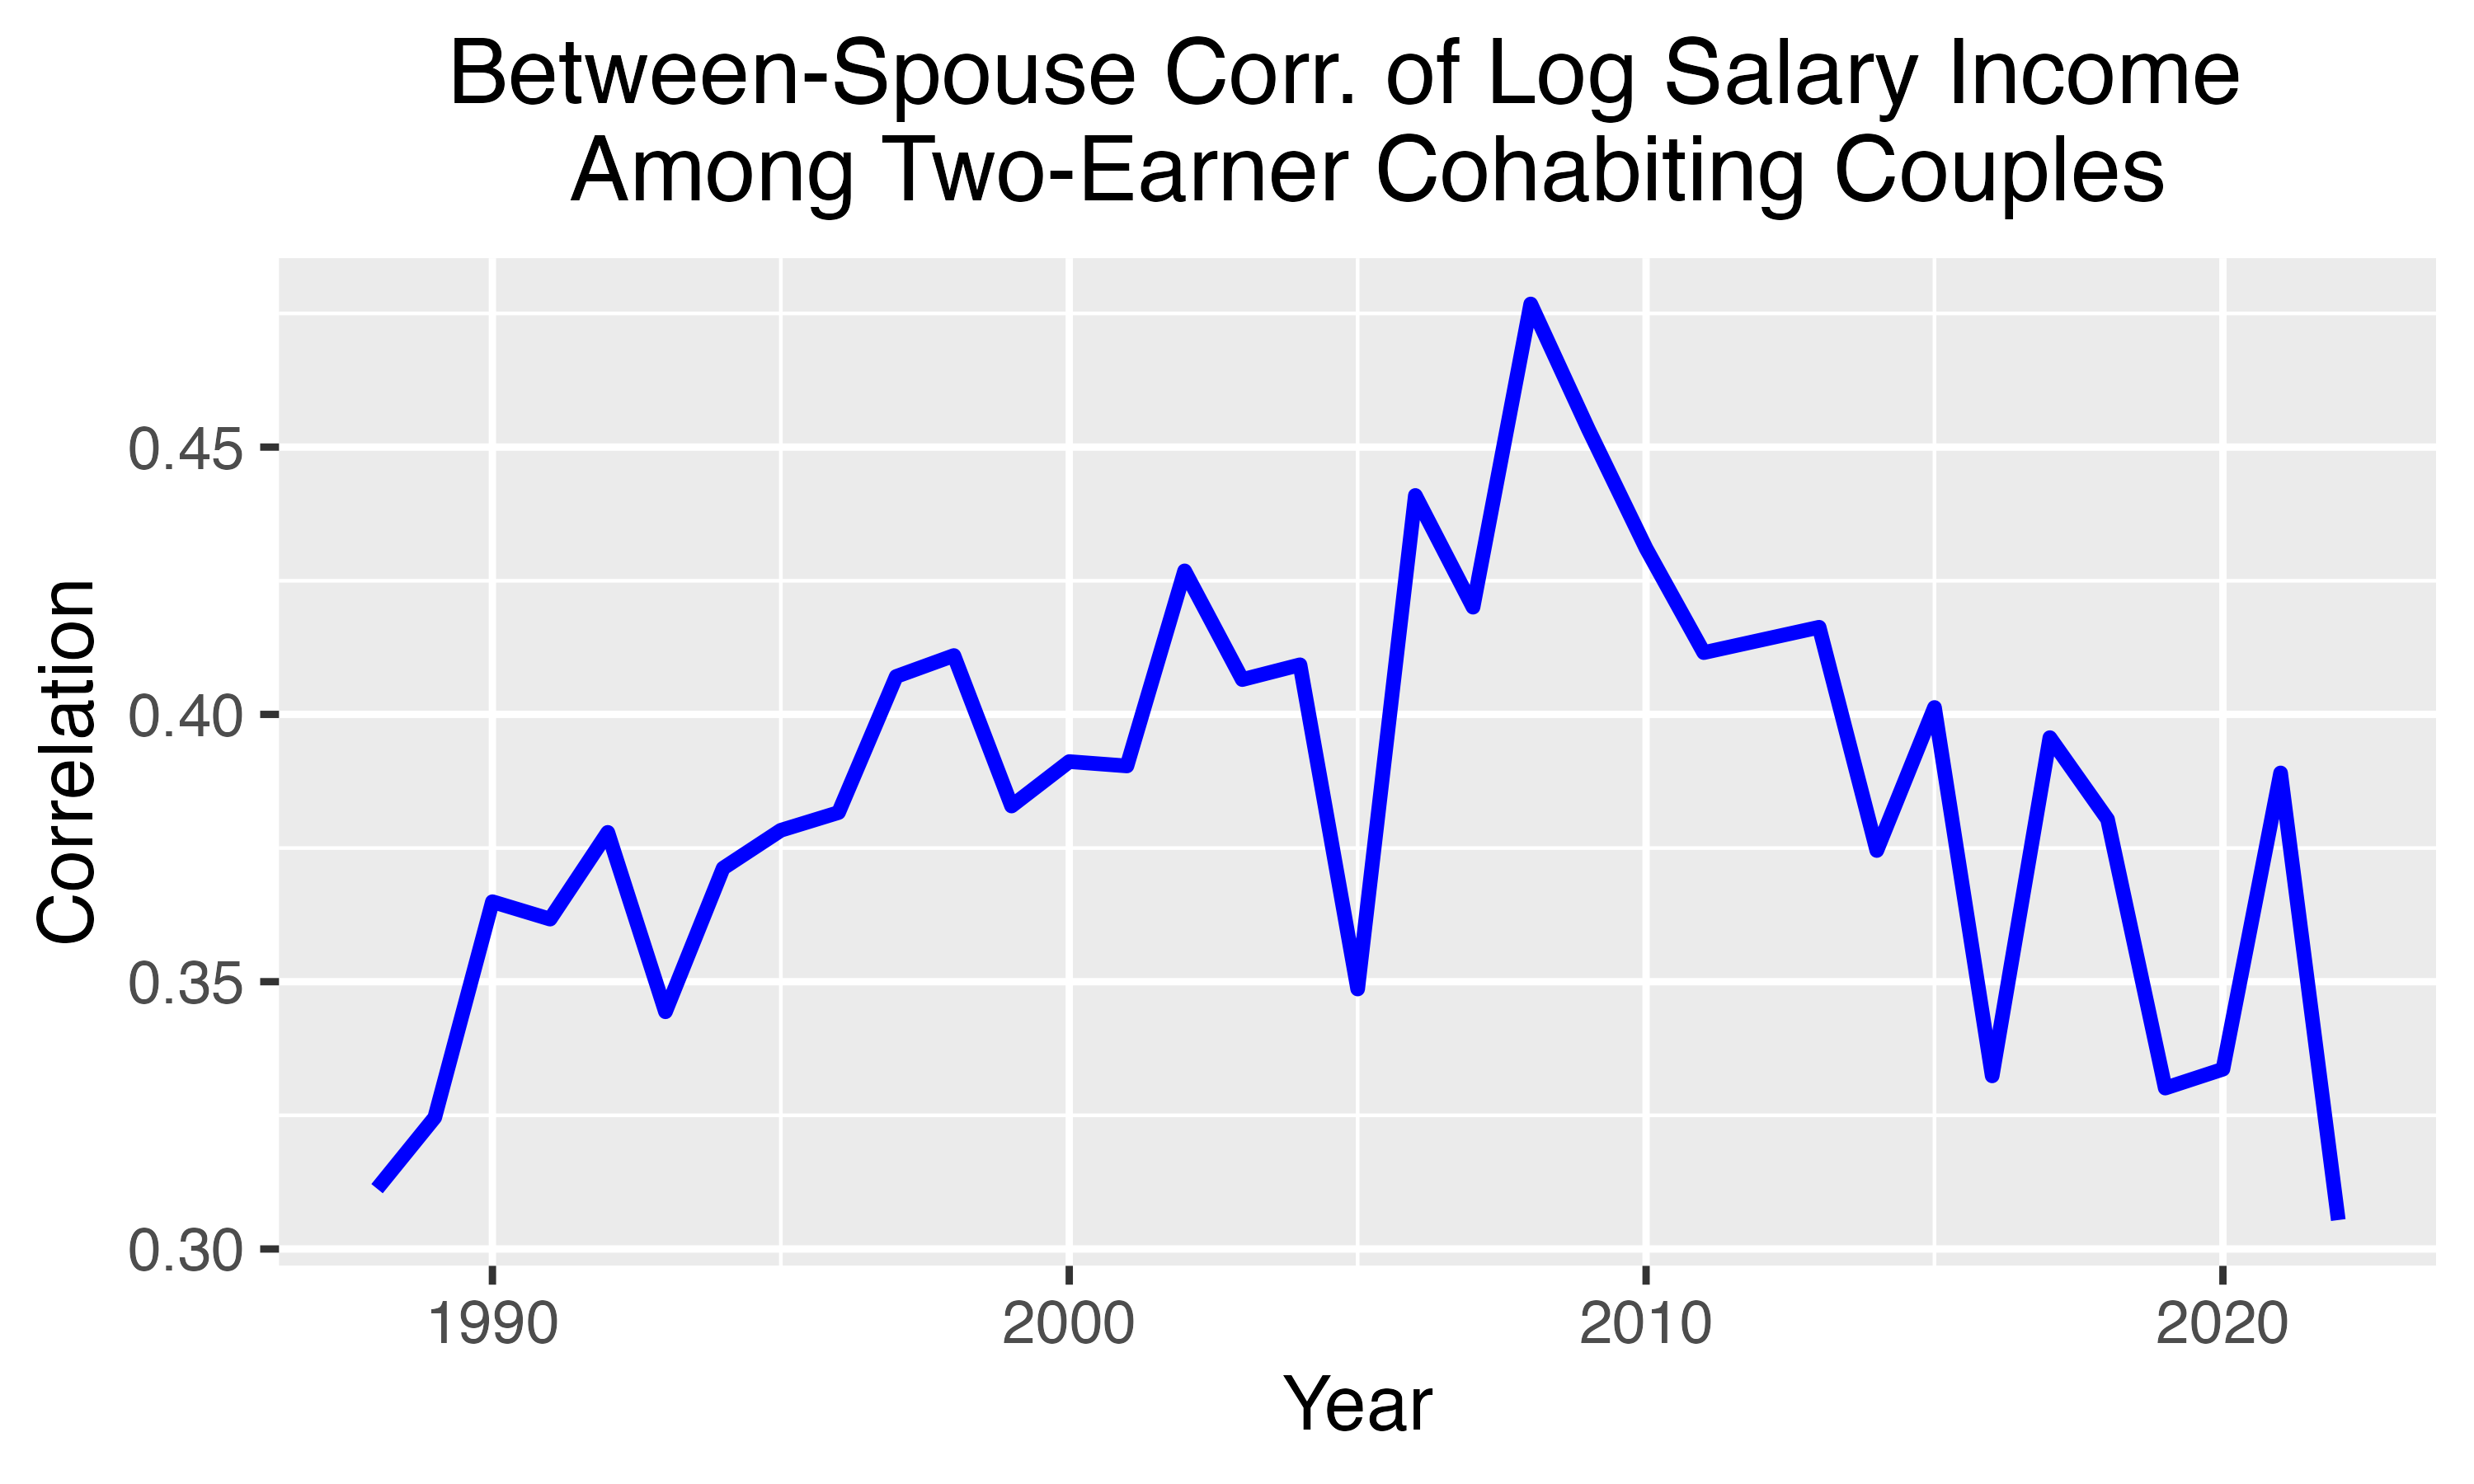 Between-Spouse Corr. of Log Salary Income
Among Two-Earner Cohabiting Couples
Correlation
0.45
0.40
0.35
0.30
1990
2000
2010
2020
Year